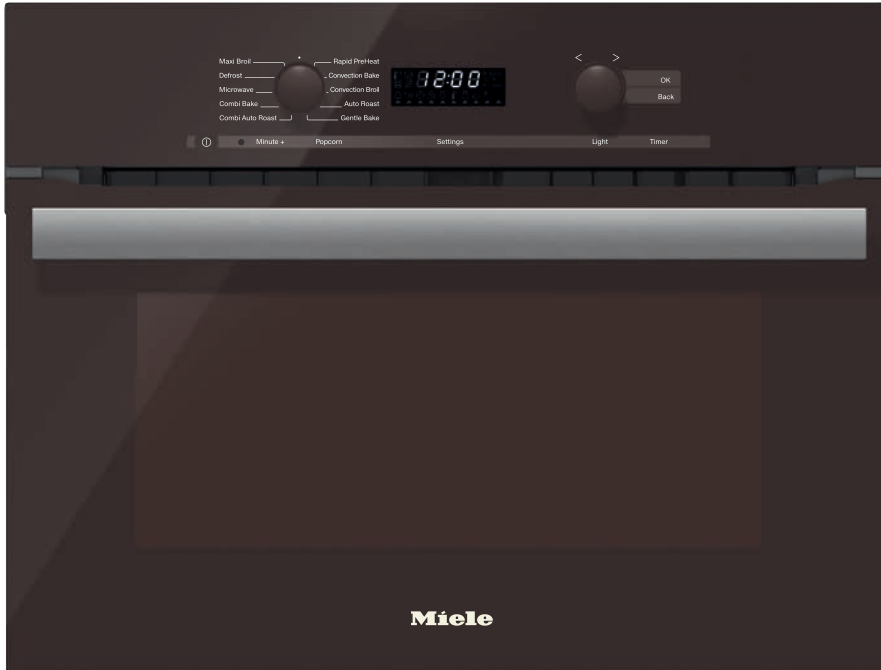 Maxi Broil
Defrost
Microwave
Combi Bake
Combi Auto Roast
Rapid PreHeat
Convection Bake
Convection Broil
Auto Roast
Gentle Bake
12:00
< >
OK
Back
Minute + Popcorn Settings Light Timer
Miele